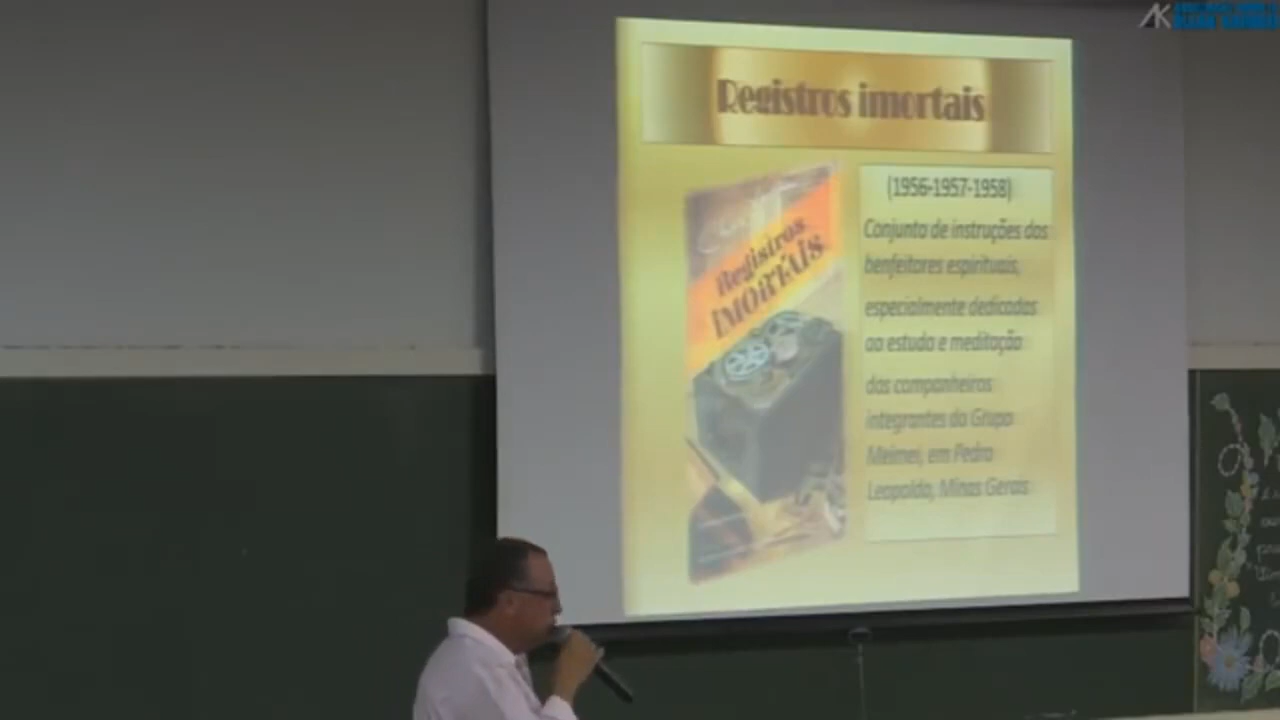 AK
Registros imortais
Registros
IMORTAIS
(1956-1957-1958)
Conjunto de instruções dos
benfeitores espirituais,
especialmente dedicadas
ao estudo e meditação
dos companheiros
integrantes do Grupo
Meimei, em Pedro
Leopoldo, Minas Gerais